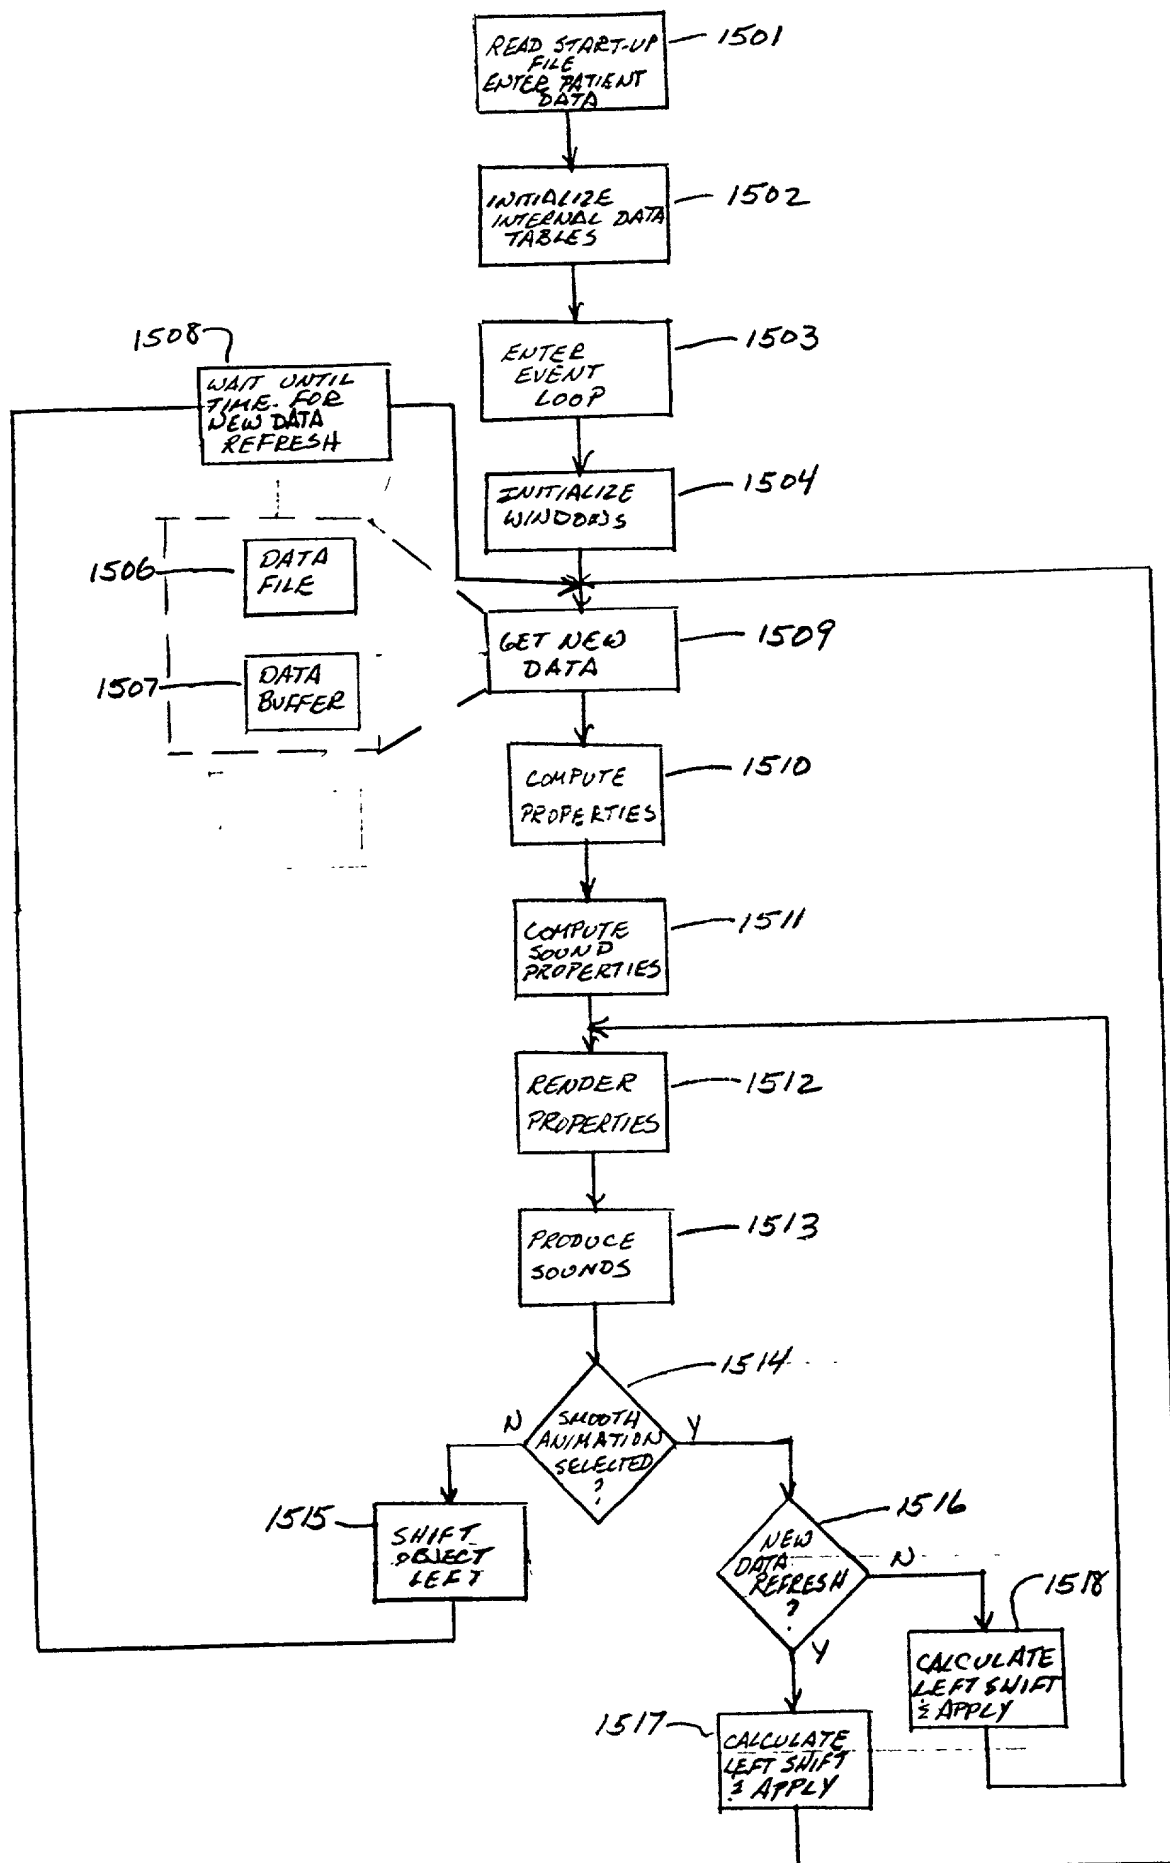 READ START-UP
FILE
ENTER PATIENT
DATA
1501
INITIALIZE
INTERNAL DATA
TABLES
1502
1508
WAIT UNTIL
TIME FOR
NEW DATA
REFRESH
ENTER
EVENT
LOOP
1503
INITIALIZE
WINDOWS
1504
1506
DATA
FILE
1507
DATA
BUFFER
GET NEW
DATA
1509
COMPUTE
PROPERTIES
1510
COMPUTE
SOUND
PROPERTIES
1511
RENDER
PROPERTIES
1512
PRODUCE
SOUNDS
1513
1514
N
SMOOTH
ANIMATION
SELECTED
?
Y
1515
SHIFT
OBJECT
LEFT
1516
NEW
DATA
REFRESH
?
N
Y
1518
CALCULATE
LEFT SHIFT
& APPLY
1517
CALCULATE
LEFT SHIFT
& APPLY